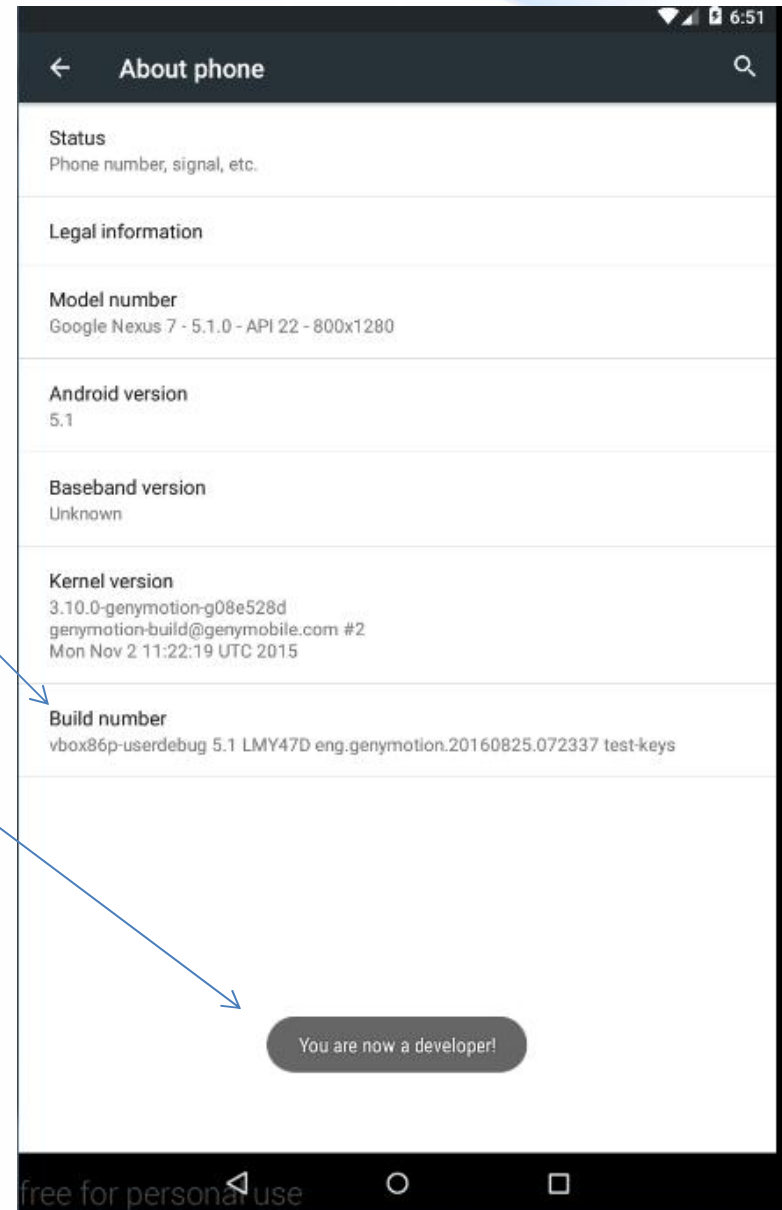 6:51
About phone
Status
Phone number, signal, etc.
Legal information
Model number
Google Nexus 7 - 5.1.0 - API 22 - 800x1280
Android version
5.1
Baseband version
Unknown
Kernel version
3.10.0-genymotion-g08e528d
genymotion-build@genymobile.com #2
Mon Nov 2 11:22:19 UTC 2015
Build number
vbox86p-userdebug 5.1 LMY47D eng.genymotion.20160825.072337 test-keys
You are now a developer!
free for personal use